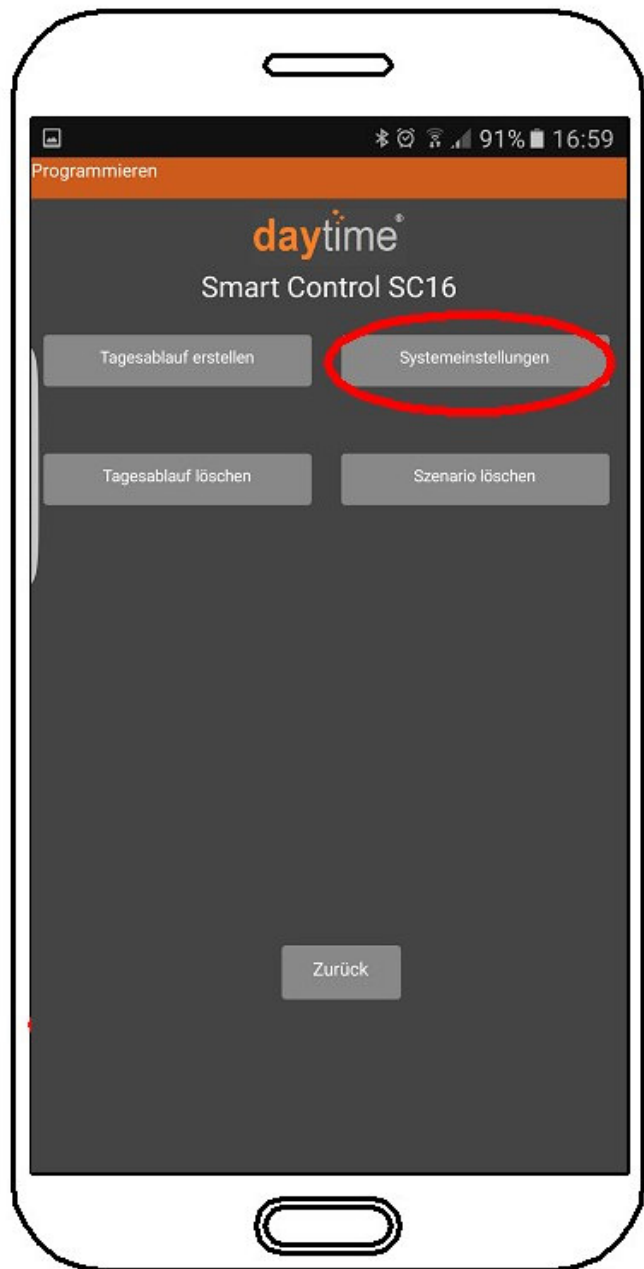 91% 16:59
Programmieren
daytime®
Smart Control SC16
Tagesablauf erstellen
Systemeinstellungen
Tagesablauf löschen
Szenario löschen
Zurück